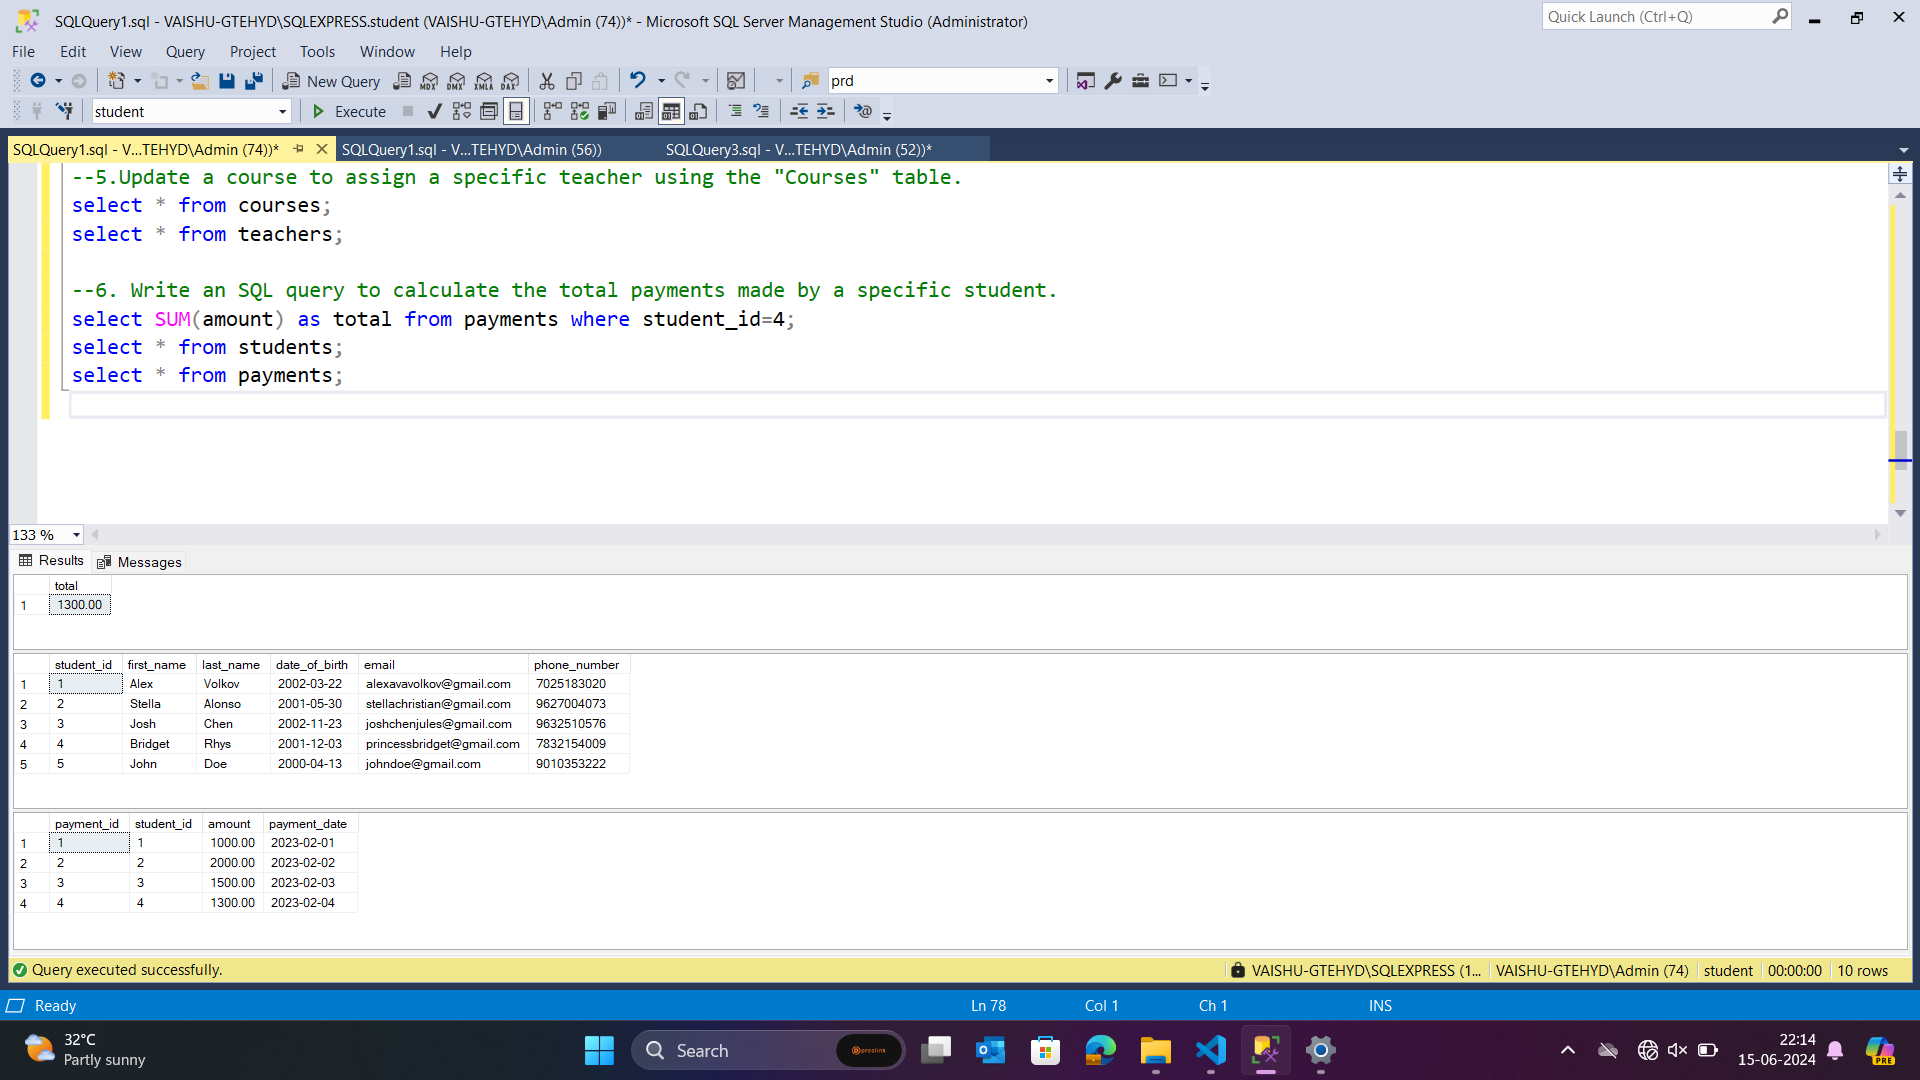 SQLQuery1.sql - VAISHU-GTEHYD\SQLEXPRESS.student (VAISHU-GTEHYD\Admin (74))* - Microsoft SQL Server Management Studio (Administrator)
Quick Launch (Ctrl+Q)
File Edit View Query Project Tools Window Help
New Query MDX DMX XMLA DAX prd
student Execute
SQLQuery1.sql - V...TEHYD\Admin (74))* SQLQuery1.sql - V...TEHYD\Admin (56)) SQLQuery3.sql - V...TEHYD\Admin (52))*
--5.Update a course to assign a specific teacher using the "Courses" table.
select * from courses;
select * from teachers;
--6. Write an SQL query to calculate the total payments made by a specific student.
select SUM(amount) as total from payments where student_id=4;
select * from students;
select * from payments;
133 %
Results Messages
total
1 1300.00
student_id first_name last_name date_of_birth email phone_number
1 1 Alex Volkov 2002-03-22 alexavavolkov@gmail.com 7025183020
2 2 Stella Alonso 2001-05-30 stellachristian@gmail.com 9627004073
3 3 Josh Chen 2002-11-23 joshchenjules@gmail.com 9632510576
4 4 Bridget Rhys 2001-12-03 princessbridget@gmail.com 7832154009
5 5 John Doe 2000-04-13 johndoe@gmail.com 9010353222
payment_id student_id amount payment_date
1 1 1 1000.00 2023-02-01
2 2 2 2000.00 2023-02-02
3 3 3 1500.00 2023-02-03
4 4 4 1300.00 2023-02-04
Query executed successfully. VAISHU-GTEHYD\SQLEXPRESS (1... VAISHU-GTEHYD\Admin (74) student 00:00:00 10 rows
Ready Ln 78 Col 1 Ch 1 INS
32°C
Partly sunny
Search
proclink
22:14
15-06-2024
PRE